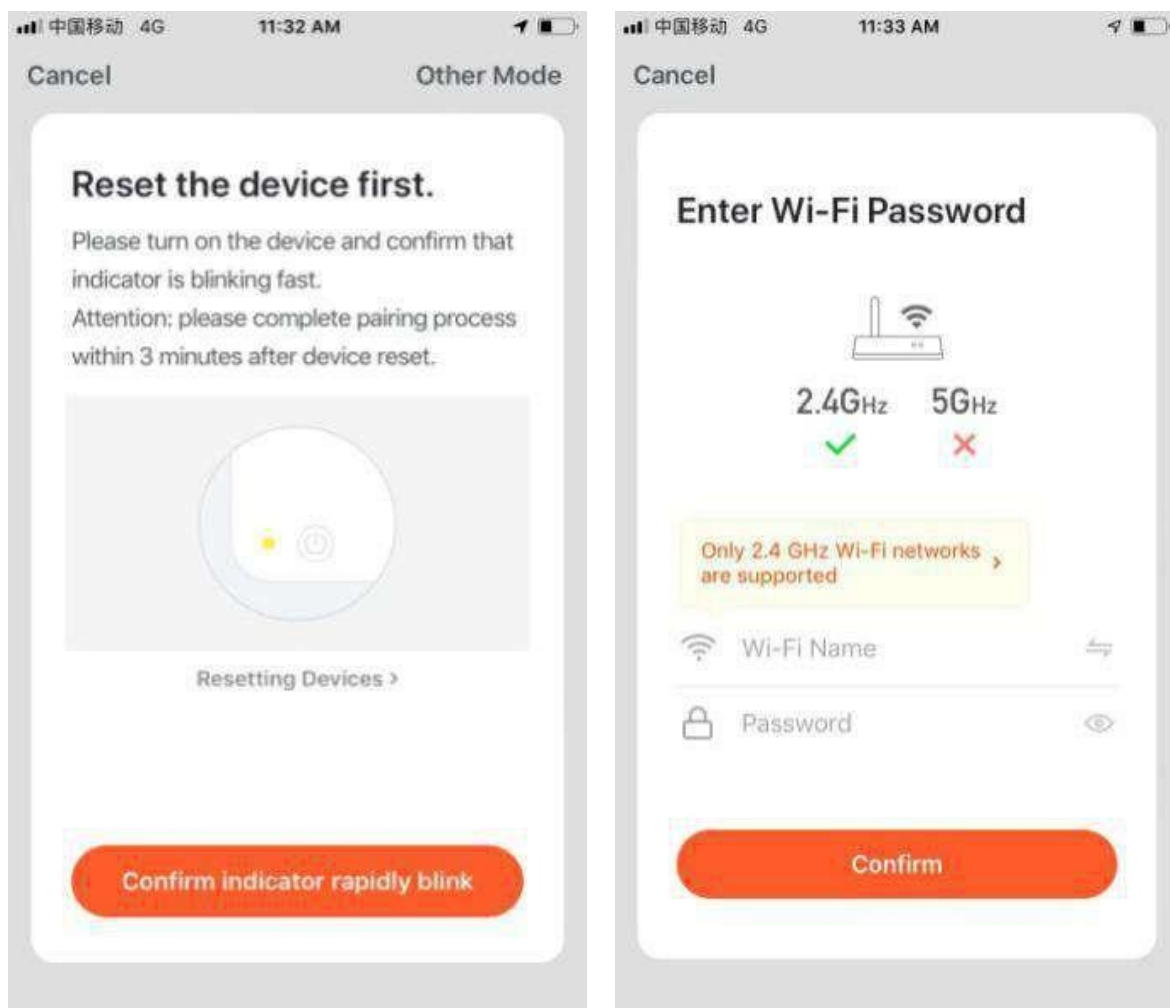 中国移动 4G 11:32 AM
Cancel Other Mode
Reset the device first.
Please turn on the device and confirm that
indicator is blinking fast.
Attention: please complete pairing process
within 3 minutes after device reset.
Resetting Devices >
Confirm indicator rapidly blink
中国移动 4G 11:33 AM
Cancel
Enter Wi-Fi Password
2.4GHz 5GHz
Only 2.4 GHz Wi-Fi networks >
are supported
Wi-Fi Name
Password
Confirm